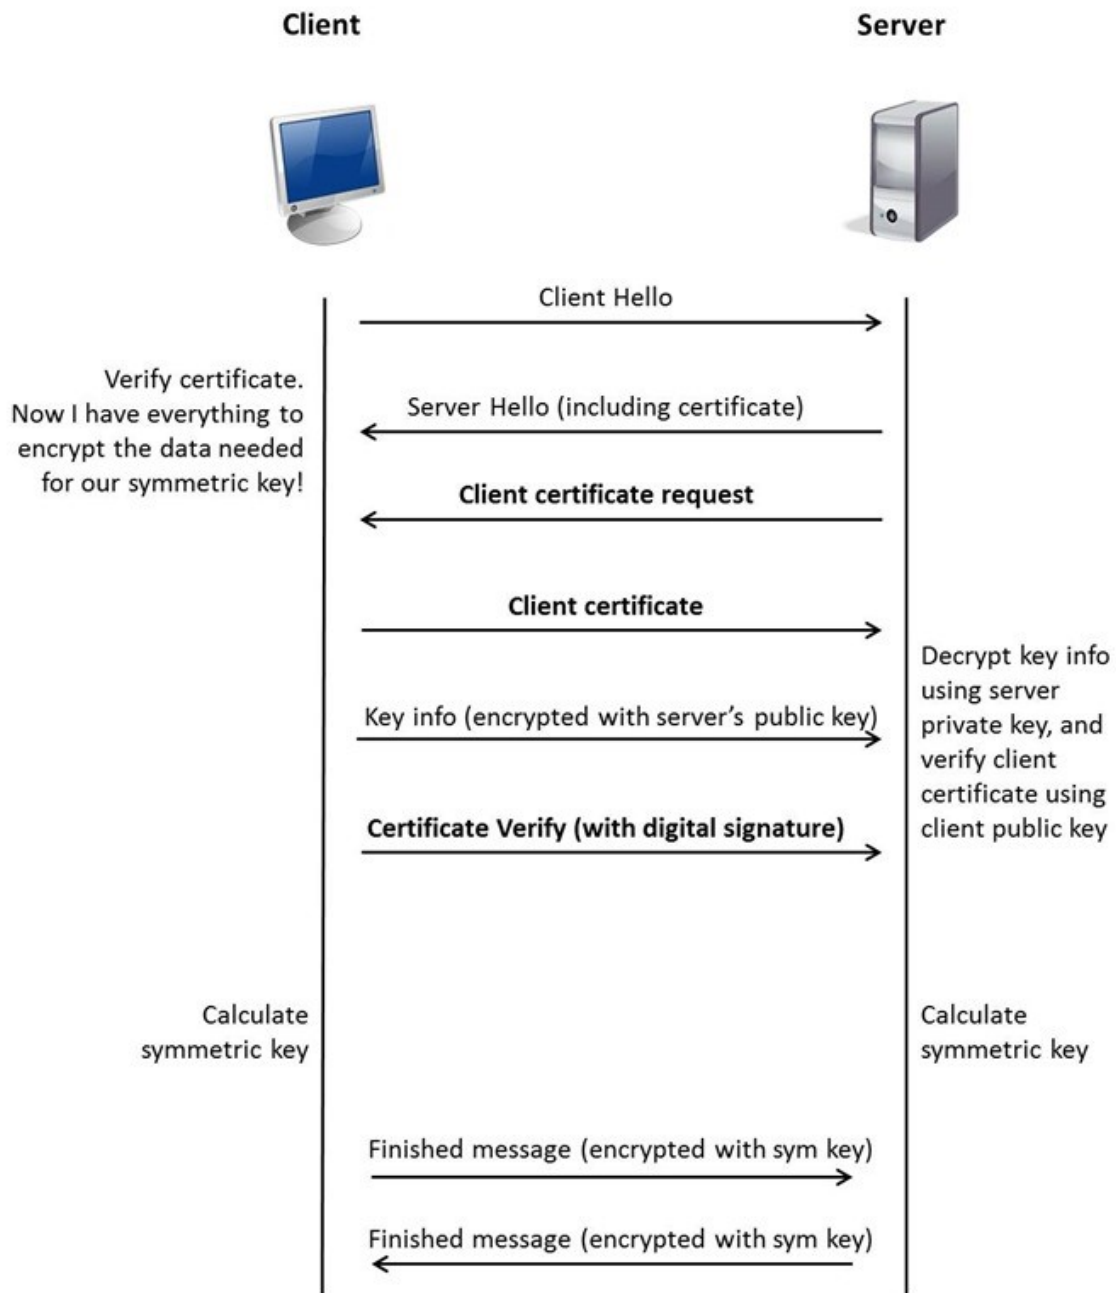 Client
Server
Client Hello
Verify certificate.
Now I have everything to
encrypt the data needed
for our symmetric key!
Server Hello (including certificate)
Client certificate request
Client certificate
Key info (encrypted with server’s public key)
Decrypt key info
using server
private key, and
verify client
certificate using
client public key
Certificate Verify (with digital signature)
Calculate
symmetric key
Calculate
symmetric key
Finished message (encrypted with sym key)
Finished message (encrypted with sym key)